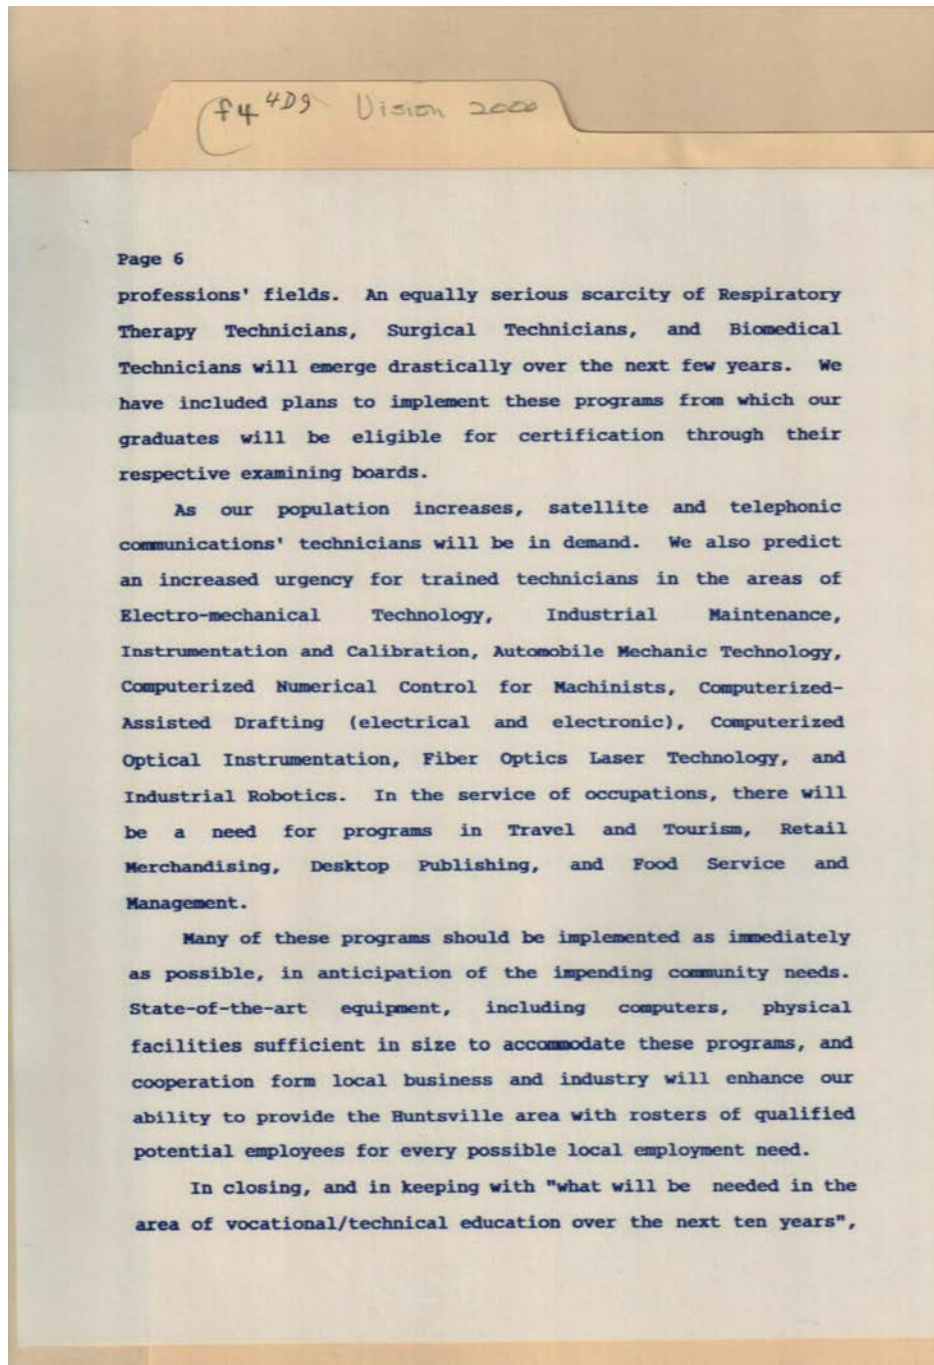 f4 4D9 Vision 2000
Page 6
professions' fields. An equally serious scarcity of Respiratory
Therapy Technicians, Surgical Technicians, and Biomedical
Technicians will emerge drastically over the next few years. We
have included plans to implement these programs from which our
graduates will be eligible for certification through their
respective examining boards.
As our population increases, satellite and telephonic
communications' technicians will be in demand. We also predict
an increased urgency for trained technicians in the areas of
Electro-mechanical Technology, Industrial Maintenance,
Instrumentation and Calibration, Automobile Mechanic Technology,
Computerized Numerical Control for Machinists, Computerized-
Assisted Drafting (electrical and electronic), Computerized
Optical Instrumentation, Fiber Optics Laser Technology, and
Industrial Robotics. In the service of occupations, there will
be a need for programs in Travel and Tourism, Retail
Merchandising, Desktop Publishing, and Food Service and
Management.
Many of these programs should be implemented as immediately
as possible, in anticipation of the impending community needs.
State-of-the-art equipment, including computers, physical
facilities sufficient in size to accommodate these programs, and
cooperation form local business and industry will enhance our
ability to provide the Huntsville area with rosters of qualified
potential employees for every possible local employment need.
In closing, and in keeping with "what will be needed in the
area of vocational/technical education over the next ten years",